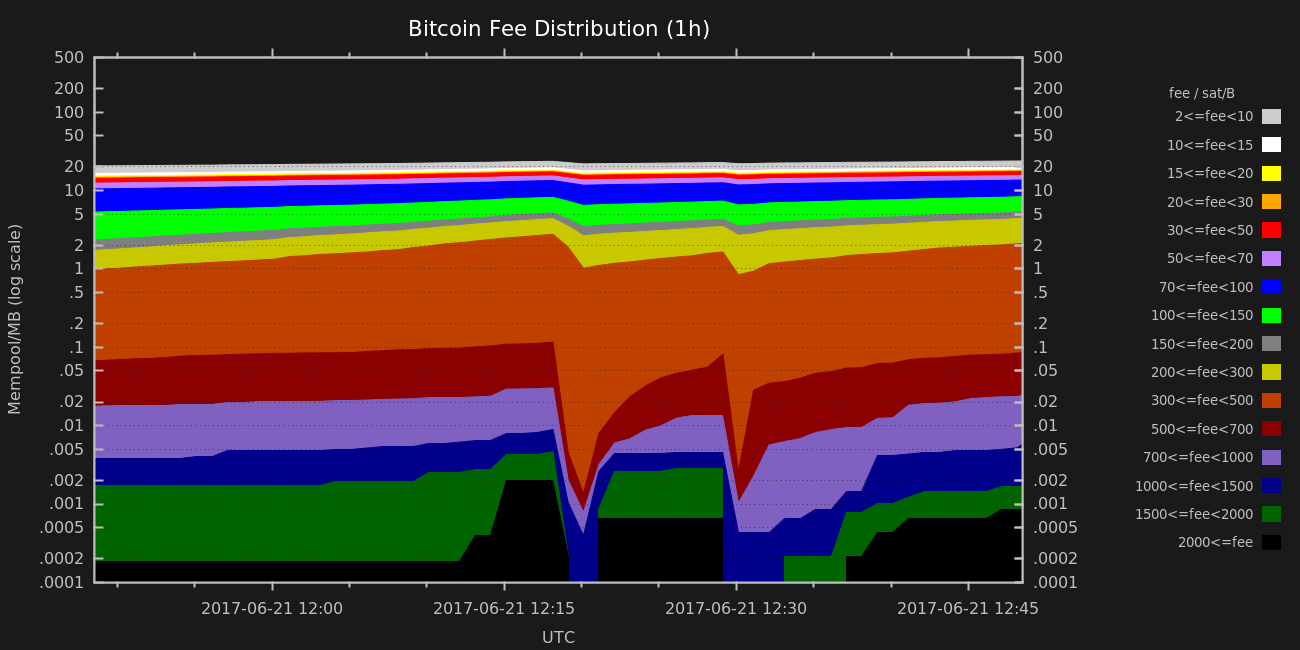 Bitcoin Fee Distribution (1h)
500 500
200 200
100 100
50 50
20 20
10 10
5 5
2 2
1 1
.5 .5
.2 .2
.1 .1
.05 .05
.02 .02
.01 .01
.005 .005
.002 .002
.001 .001
.0005 .0005
.0002 .0002
.0001 .0001
Mempool/MB (log scale)
2017-06-21 12:00 2017-06-21 12:15 2017-06-21 12:30 2017-06-21 12:45
UTC
fee / sat/B
2<=fee<10
10<=fee<15
15<=fee<20
20<=fee<30
30<=fee<50
50<=fee<70
70<=fee<100
100<=fee<150
150<=fee<200
200<=fee<300
300<=fee<500
500<=fee<700
700<=fee<1000
1000<=fee<1500
1500<=fee<2000
2000<=fee